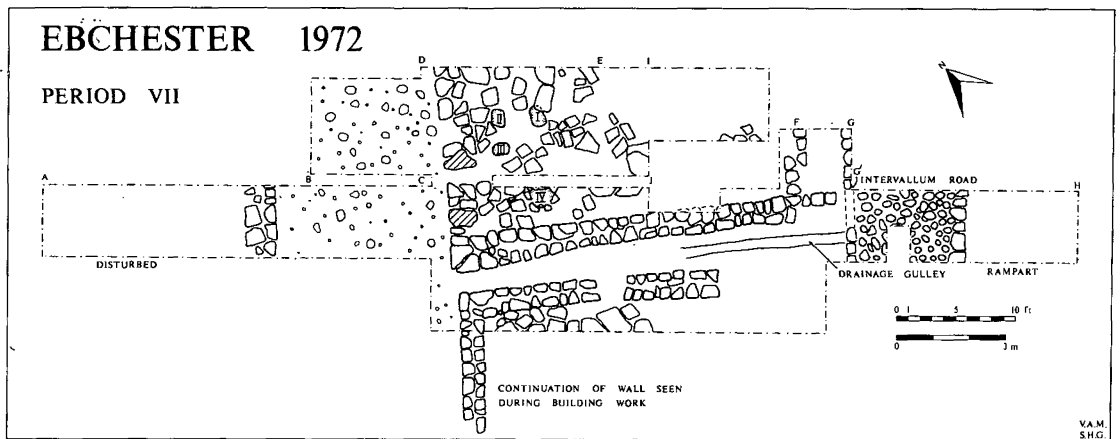 EBCHESTER 1972
PERIOD VII
D
E
I
N
F
G
A
B
C
G'
INTERVALLUM ROAD
H
II
I
III
IV
DISTURBED
DRAINAGE GULLEY
RAMPART
0 1 5 10 ft
0 3 m
CONTINUATION OF WALL SEEN
DURING BUILDING WORK
V.A.M.
S.H.G.